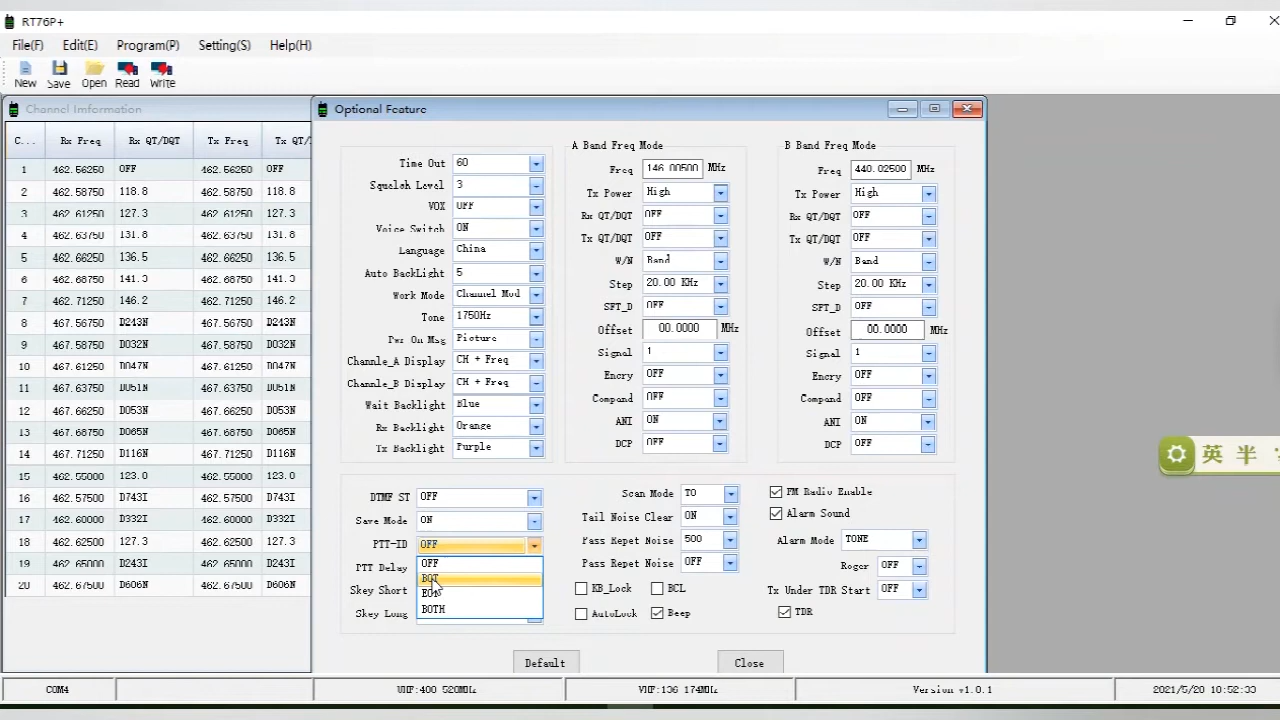 RT76P+
File(F) Edit(E) Program(P) Setting(S) Help(H)
New Save Open Read Write
Channel Imformation
C... Rx Freq Rx QT/DQT Tx Freq Tx QT/
1 462.56250 OFF 462.56250 OFF
2 462.58750 118.8 462.58750 118.8
3 462.61250 127.3 462.61250 127.3
4 462.63750 131.8 462.63750 131.8
5 462.66250 136.5 462.66250 136.5
6 462.68750 141.3 462.68750 141.3
7 462.71250 146.2 462.71250 146.2
8 467.56750 D243N 467.56750 D243N
9 467.58750 D032N 467.58750 D032N
10 467.61250 D047N 467.61250 D047N
11 467.63750 D051N 467.63750 D051N
12 467.66250 D053N 467.66250 D053N
13 467.68750 D065N 467.68750 D065N
14 467.71250 D116N 467.71250 D116N
15 462.55000 123.0 462.55000 123.0
16 462.57500 D743I 462.57500 D743I
17 462.60000 D332I 462.60000 D332I
18 462.62500 127.3 462.62500 127.3
19 462.65000 D243I 462.65000 D243I
20 462.67500 D606N 462.67500 D606N
Optional Feature
Time Out 60
Squelch Level 3
VOX OFF
Voice Switch ON
Language China
Auto BackLight 5
Work Mode Channel Mod
Tone 1750Hz
Pwr On Msg Picture
Channle_A Display CH + Freq
Channle_B Display CH + Freq
Wait Backlight Blue
Rx Backlight Orange
Tx Backlight Purple
A Band Freq Mode
Freq 146.00500 MHz
Tx Power High
Rx QT/DQT OFF
Tx QT/DQT OFF
W/N Band
Step 20.00 KHz
SFT_D OFF
Offset 00.0000 MHz
Signal 1
Encry OFF
Compand OFF
ANI ON
DCP OFF
B Band Freq Mode
Freq 440.02500 MHz
Tx Power High
Rx QT/DQT OFF
Tx QT/DQT OFF
W/N Band
Step 20.00 KHz
SFT_D OFF
Offset 00.0000 MHz
Signal 1
Encry OFF
Compand OFF
ANI ON
DCP OFF
DTMF ST OFF
Save Mode ON
PTT-ID OFF
OFF
BOT
EOT
BOTH
PTT Delay
Skey Short
Skey Long
Scan Mode TO
Tail Noise Clear ON
Pass Repet Noise 500
Pass Repet Noise OFF
KB_Lock BCL
AutoLock Beep
FM Radio Enable
Alarm Sound
Alarm Mode TONE
Roger OFF
Tx Under TDR Start OFF
TDR
Default Close
英 半
COM4 UHF:400 520MHz VHF:136 174MHz Version v1.0.1 2021/5/20 10:52:33